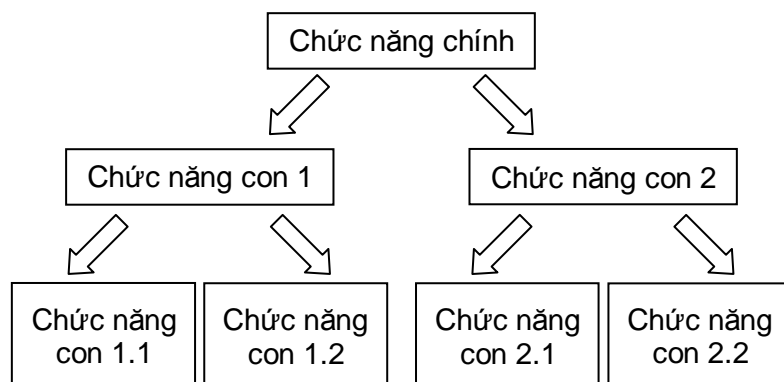 Chức năng chính
Chức năng con 1
Chức năng con 2
Chức năng
con 1.1
Chức năng
con 1.2
Chức năng
con 2.1
Chức năng
con 2.2